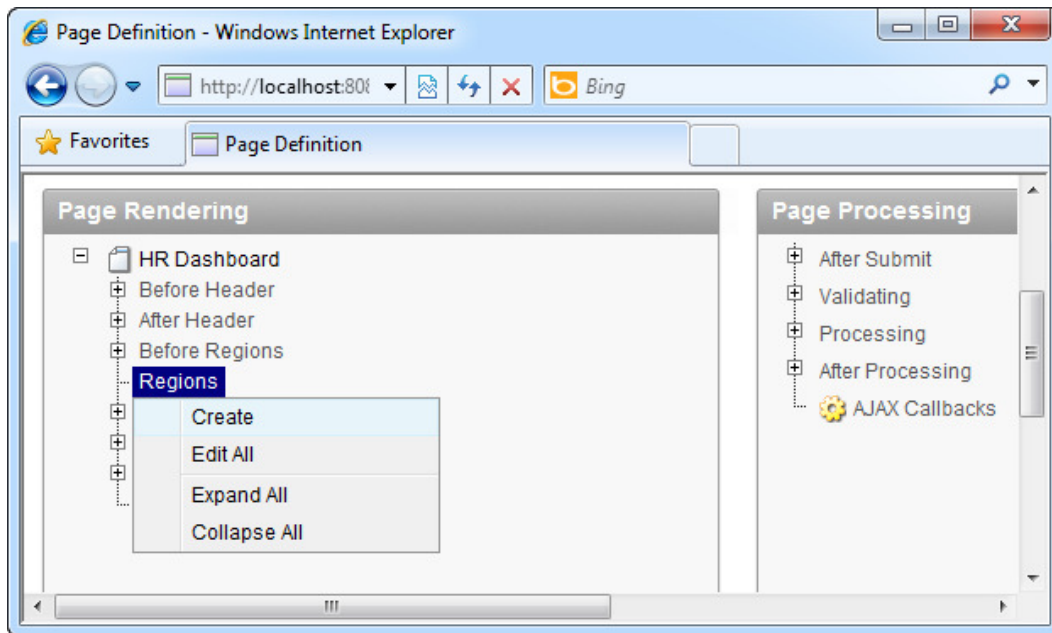 Page Definition - Windows Internet Explorer
http://localhost:808
Bing
Favorites
Page Definition
Page Rendering
HR Dashboard
Before Header
After Header
Before Regions
Regions
Create
Edit All
Expand All
Collapse All
Page Processing
After Submit
Validating
Processing
After Processing
AJAX Callbacks